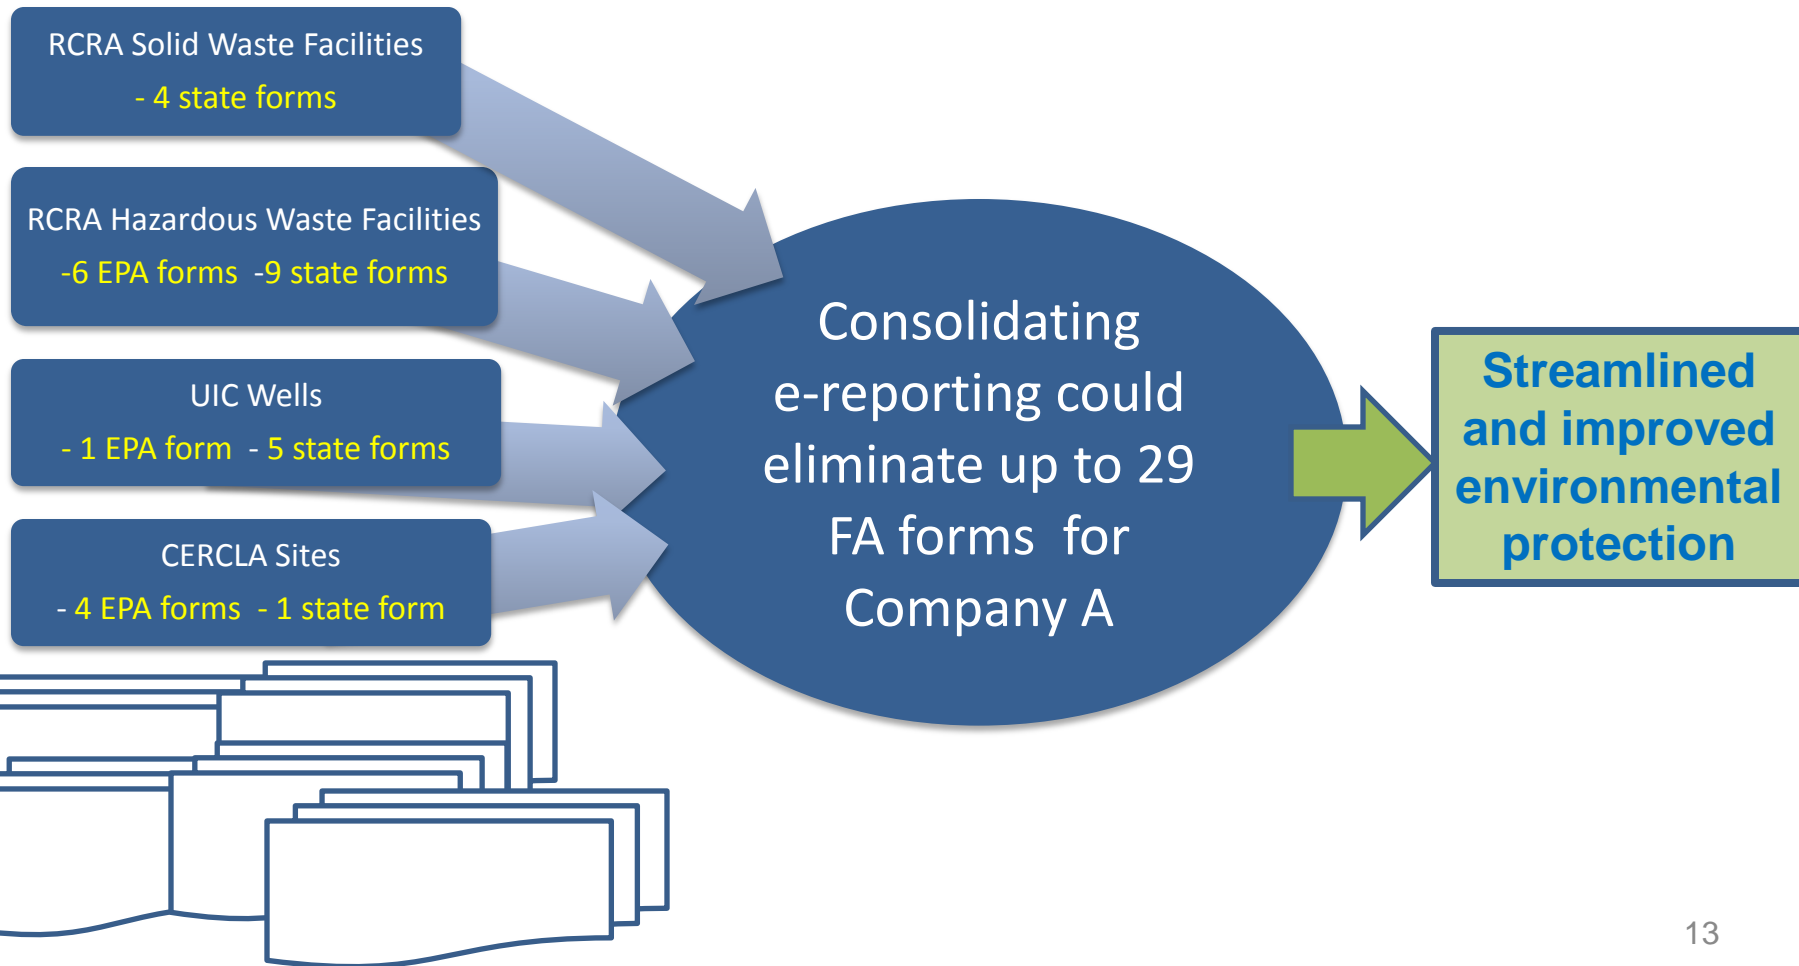 RCRA Solid Waste Facilities
- 4 state forms
RCRA Hazardous Waste Facilities
-6 EPA forms  -9 state forms
UIC Wells
- 1 EPA form  - 5 state forms
CERCLA Sites
- 4 EPA forms  - 1 state form
Consolidating
e-reporting could
eliminate up to 29
FA forms  for
Company A
Streamlined
and improved
environmental
protection
13